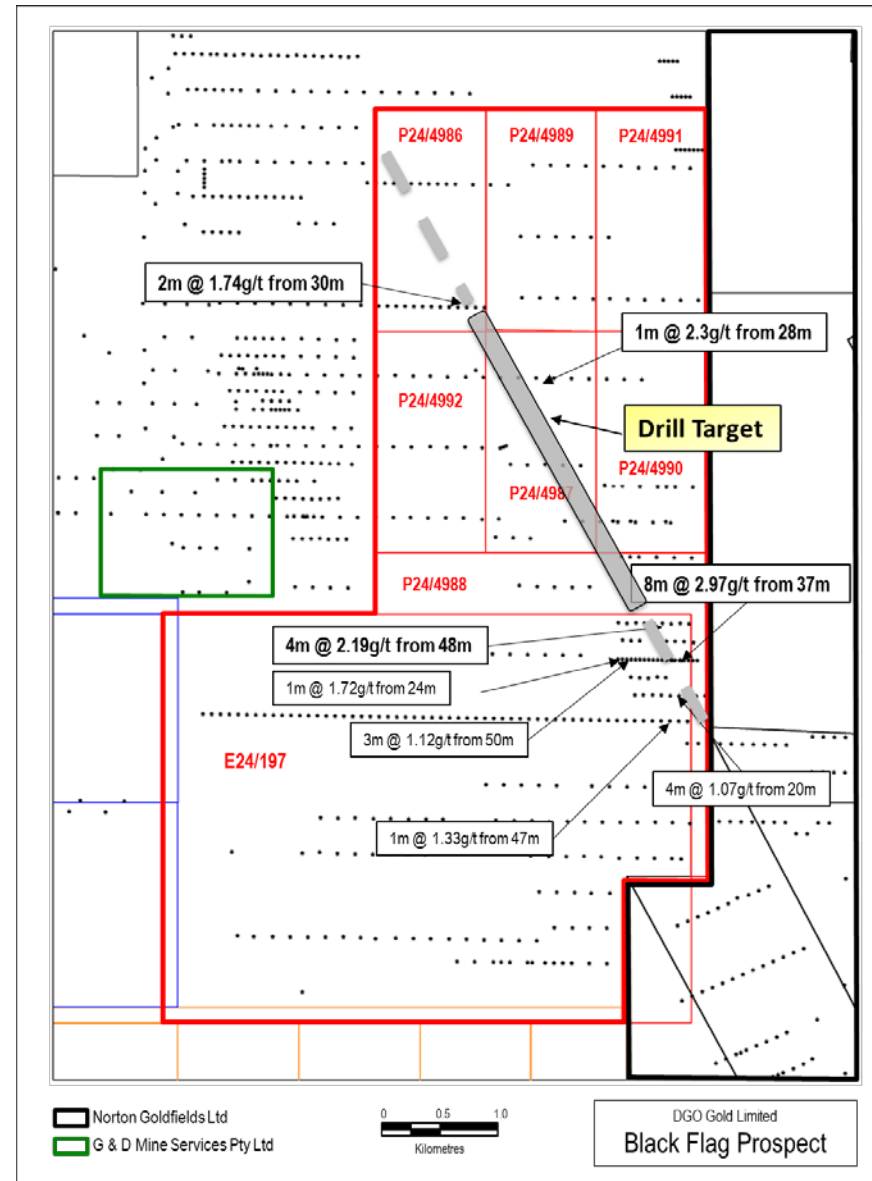 P24/4986
P24/4989
P24/4991
2m @ 1.74g/t from 30m
1m @ 2.3g/t from 28m
P24/4992
Drill Target
P24/4990
P24/4987
P24/4988
8m @ 2.97g/t from 37m
4m @ 2.19g/t from 48m
1m @ 1.72g/t from 24m
3m @ 1.12g/t from 50m
E24/197
4m @ 1.07g/t from 20m
1m @ 1.33g/t from 47m
Norton Goldfields Ltd
G & D Mine Services Pty Ltd
0 0.5 1.0
Kilometres
DGO Gold Limited
Black Flag Prospect